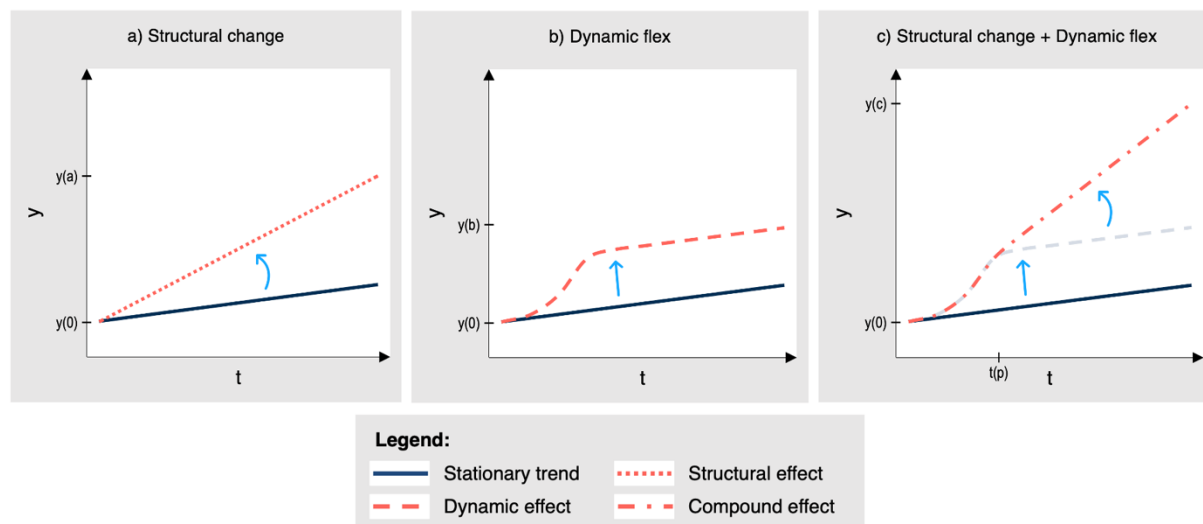 a) Structural change
y(a)
y
y(0)
t
b) Dynamic flex
y(b)
y
y(0)
t
c) Structural change + Dynamic flex
y(c)
y
y(0)
t(p)
t
Legend:
Stationary trend
Structural effect
Dynamic effect
Compound effect